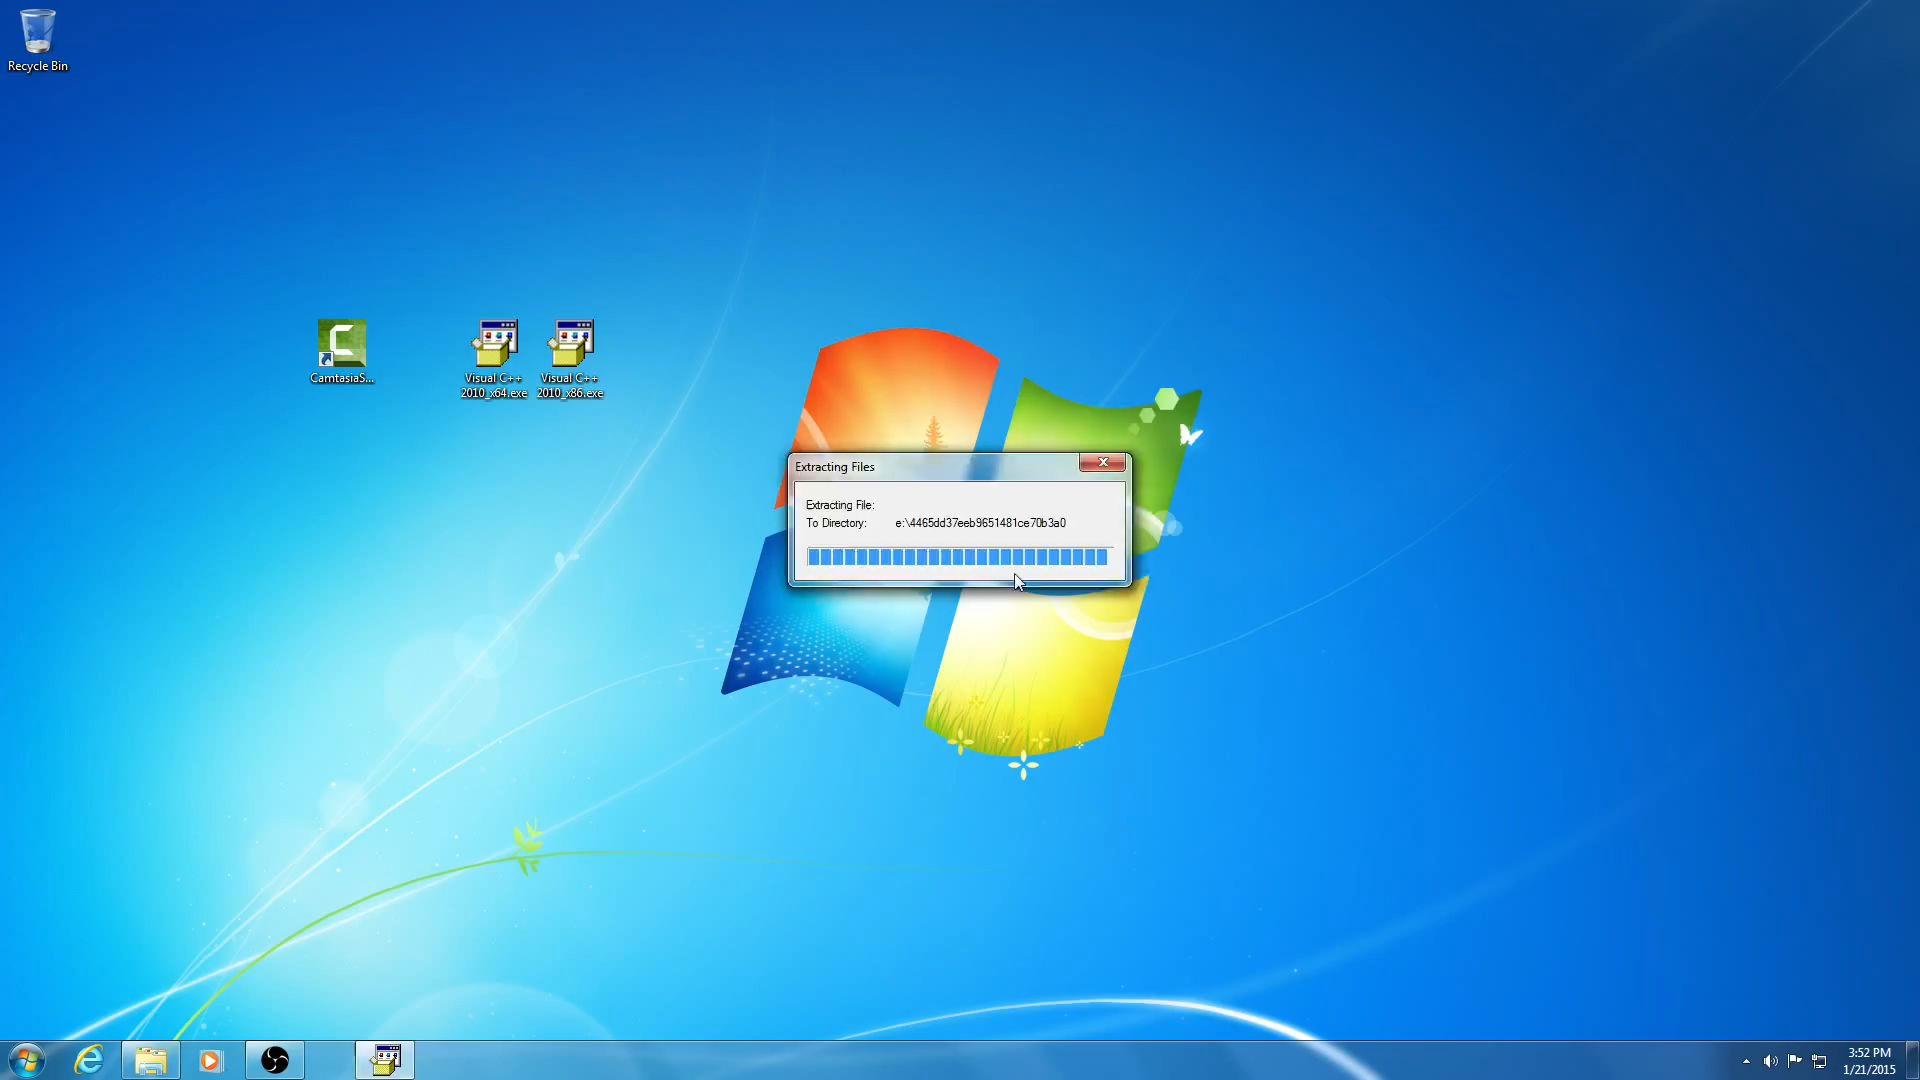 Recycle Bin
CamtasiaS...
Visual C++
2010_x64.exe
Visual C++
2010_x86.exe
Extracting Files
Extracting File:
To Directory: e:\4465dd37eeb9651481ce70b3a0
3:52 PM
1/21/2015